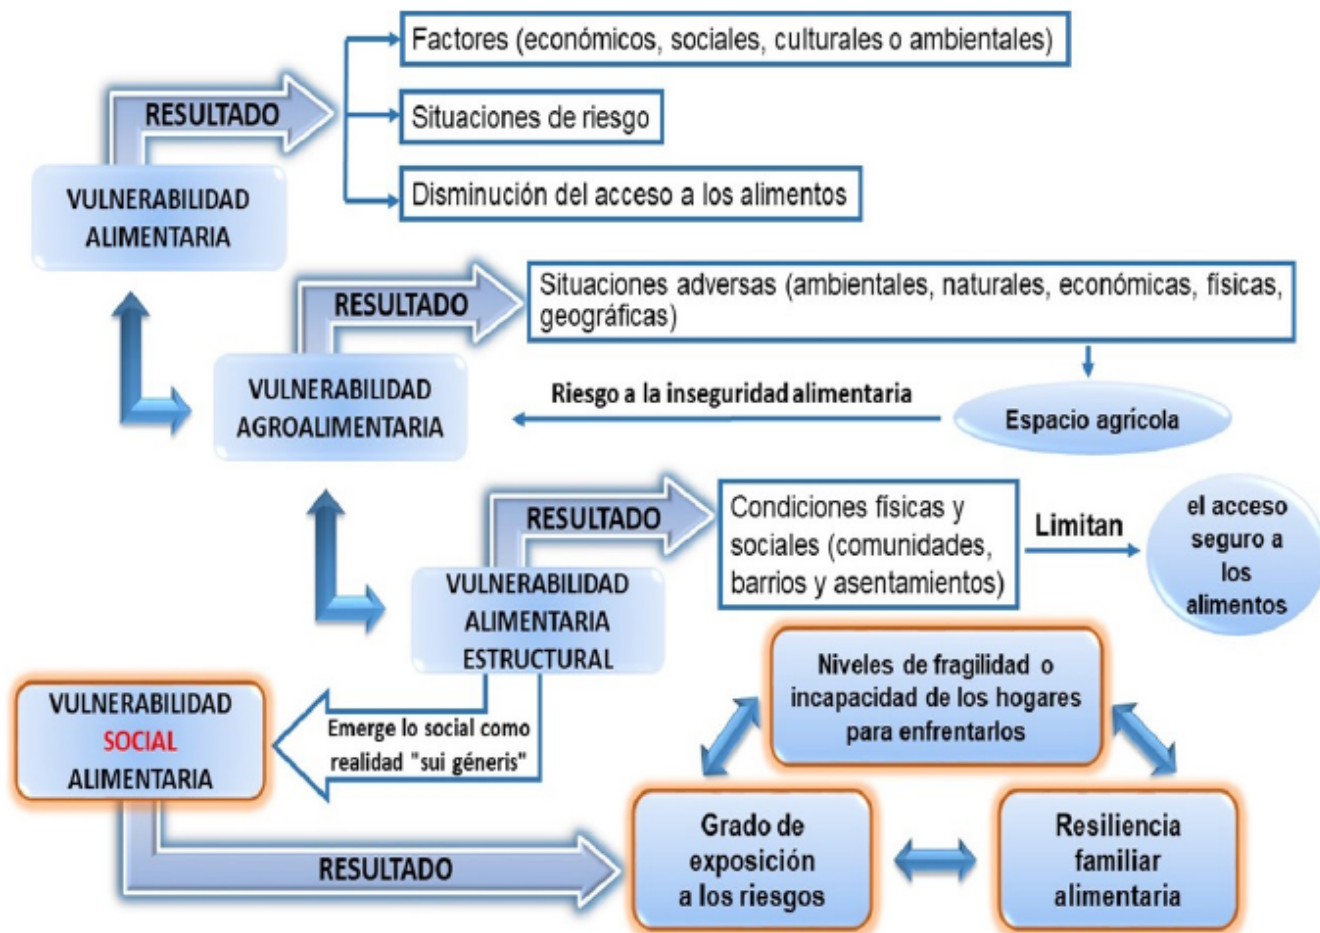 Factores (económicos, sociales, culturales o ambientales)
RESULTADO
Situaciones de riesgo
VULNERABILIDAD
ALIMENTARIA
Disminución del acceso a los alimentos
RESULTADO
Situaciones adversas (ambientales, naturales, económicas, físicas,
geográficas)
VULNERABILIDAD
AGROALIMENTARIA
Riesgo a la inseguridad alimentaria
Espacio agrícola
RESULTADO
Condiciones físicas y
sociales (comunidades,
barrios y asentamientos)
Limitan
el acceso
seguro a
los
alimentos
VULNERABILIDAD
ALIMENTARIA
ESTRUCTURAL
Emerge lo social como
realidad "sui géneris"
VULNERABILIDAD
SOCIAL
ALIMENTARIA
Niveles de fragilidad o
incapacidad de los hogares
para enfrentarlos
RESULTADO
Grado de
exposición
a los riesgos
Resiliencia
familiar
alimentaria